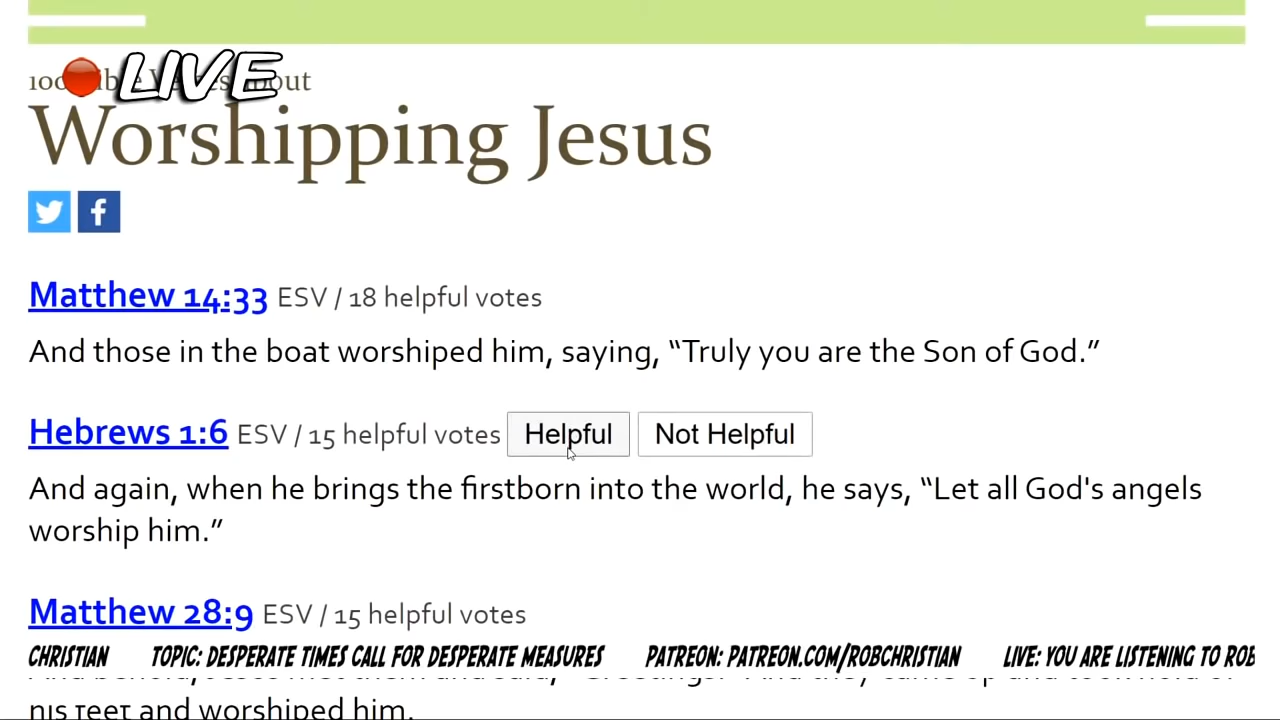 LIVE
about
Worshipping Jesus
Matthew 14:33 ESV / 18 helpful votes
And those in the boat worshiped him, saying, “Truly you are the Son of God.”
Hebrews 1:6 ESV / 15 helpful votes Helpful Not Helpful
And again, when he brings the firstborn into the world, he says, “Let all God's angels
worship him.”
Matthew 28:9 ESV / 15 helpful votes
CHRISTIAN TOPIC: DESPERATE TIMES CALL FOR DESPERATE MEASURES PATREON: PATREON.COM/ROBCHRISTIAN LIVE: YOU ARE LISTENING TO ROB
and worshiped him.